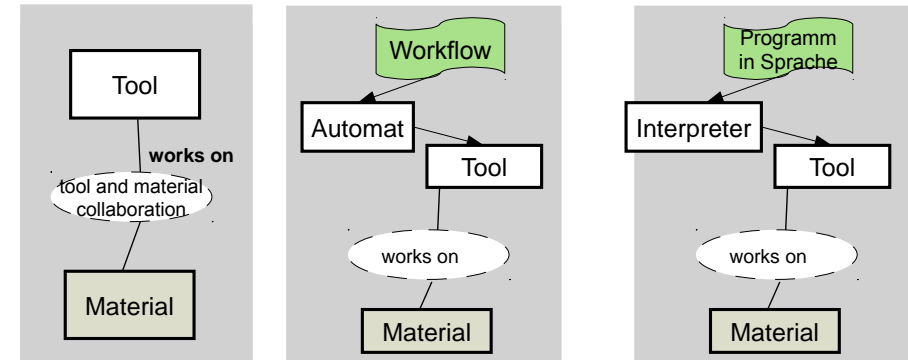 Tool
works on
tool and material
collaboration
Material
Workflow
Automat
Tool
works on
Material
Programm
in Sprache
Interpreter
Tool
works on
Material